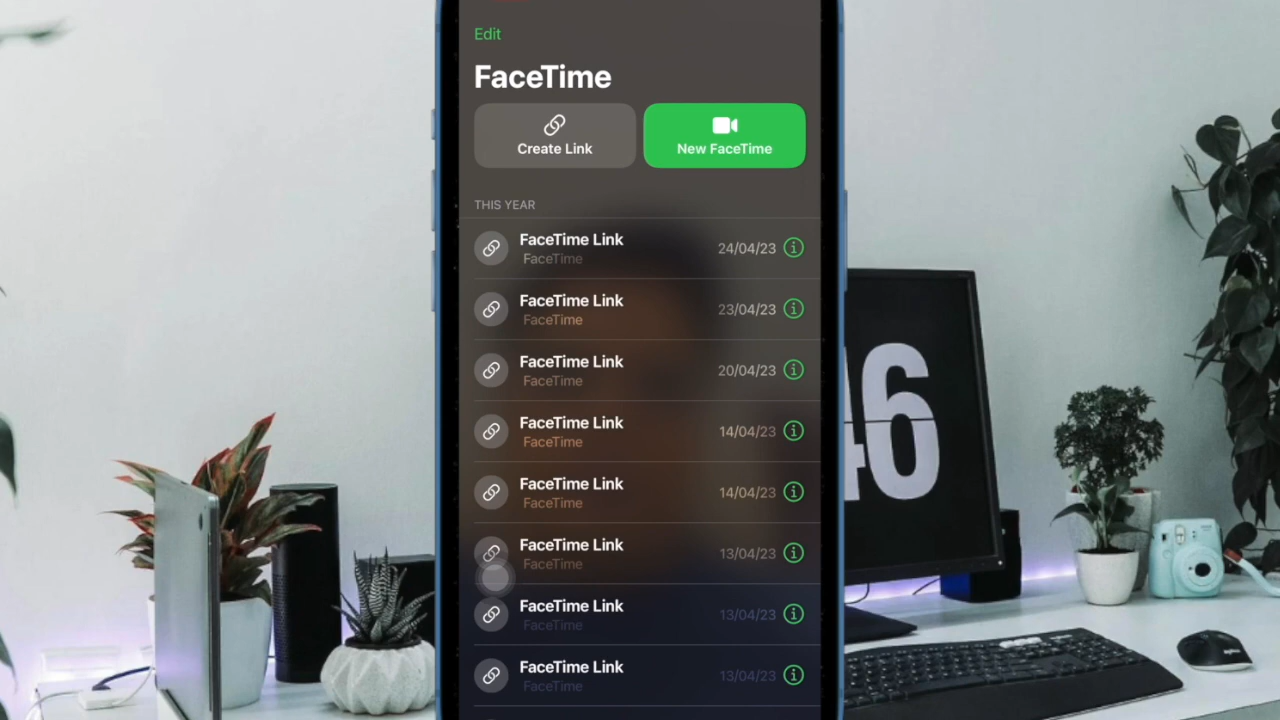 Edit
FaceTime
Create Link
New FaceTime
THIS YEAR
FaceTime Link
24/04/23
FaceTime
FaceTime Link
23/04/23
FaceTime
FaceTime Link
20/04/23
FaceTime
FaceTime Link
14/04/23
FaceTime
FaceTime Link
14/04/23
FaceTime
FaceTime Link
13/04/23
FaceTime
FaceTime Link
13/04/23
FaceTime
FaceTime Link
13/04/23
FaceTime
46